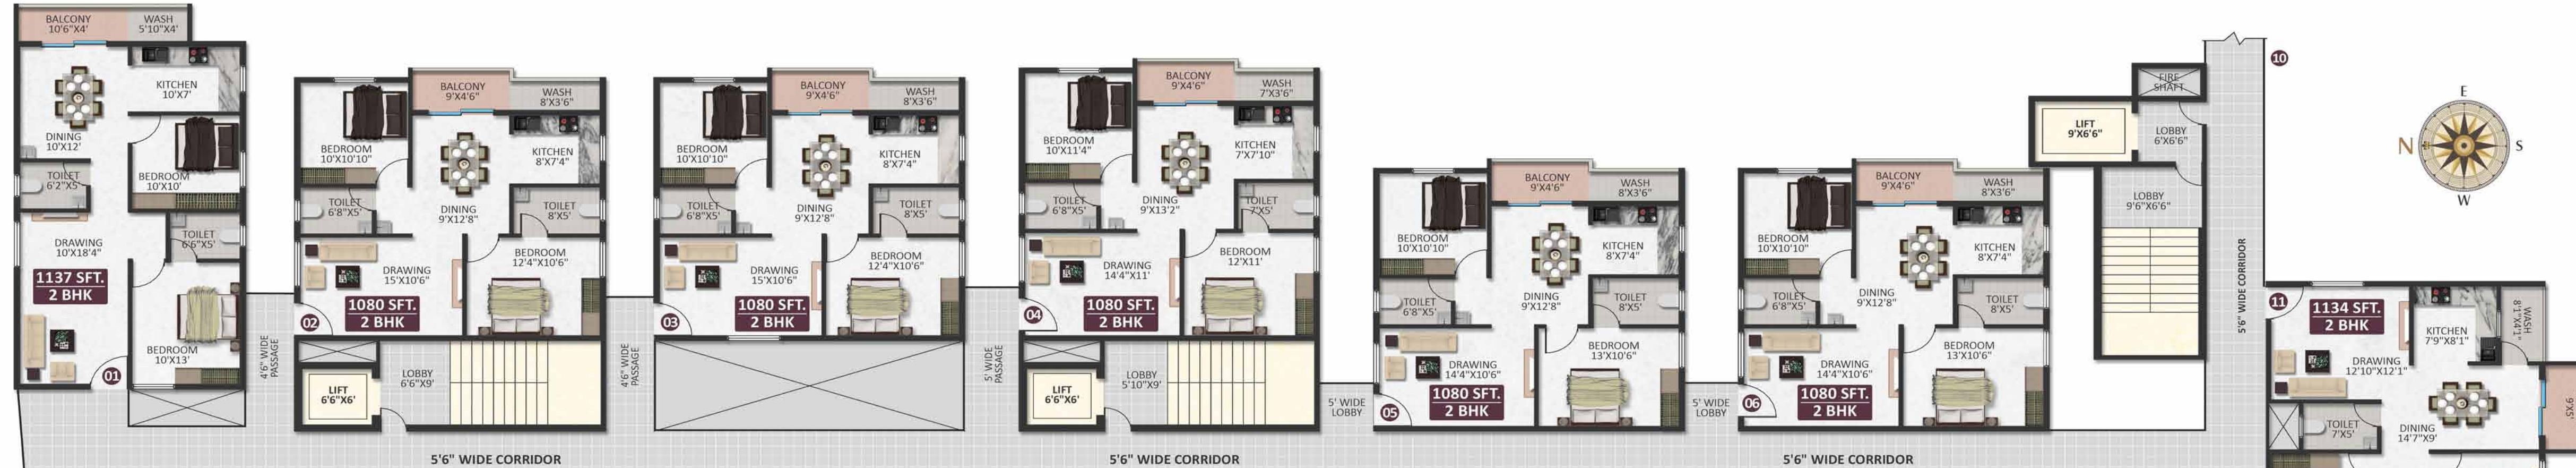 BALCONY
10'6"X4'
WASH
5'10"X4'
KITCHEN
10'X7'
DINING
10'X12'
BEDROOM
10'X10'
TOILET
6'2"X5'
TOILET
6'6"X5'
DRAWING
10'X18'4"
1137 SFT.
2 BHK
BEDROOM
10'X13'
01
4'6" WIDE
PASSAGE
BALCONY
9'X4'6"
WASH
8'X3'6"
BEDROOM
10'X10'10"
KITCHEN
8'X7'4"
TOILET
6'8"X5'
DINING
9'X12'8"
TOILET
8'X5'
DRAWING
15'X10'6"
BEDROOM
12'4"X10'6"
1080 SFT.
2 BHK
02
LIFT
6'6"X6'
LOBBY
6'6"X9'
4'6" WIDE
PASSAGE
BALCONY
9'X4'6"
WASH
8'X3'6"
BEDROOM
10'X10'10"
KITCHEN
8'X7'4"
TOILET
6'8"X5'
DINING
9'X12'8"
TOILET
8'X5'
DRAWING
15'X10'6"
BEDROOM
12'4"X10'6"
1080 SFT.
2 BHK
03
5' WIDE
PASSAGE
BALCONY
9'X4'6"
WASH
7'X3'6"
BEDROOM
10'X11'4"
KITCHEN
7'X7'10"
TOILET
6'8"X5'
DINING
9'X13'2"
TOILET
7'X5'
DRAWING
14'4"X11'
BEDROOM
12'X11'
1080 SFT.
2 BHK
04
LIFT
6'6"X6'
LOBBY
5'10"X9'
5' WIDE
LOBBY
BALCONY
9'X4'6"
WASH
8'X3'6"
BEDROOM
10'X10'10"
KITCHEN
8'X7'4"
TOILET
6'8"X5'
DINING
9'X12'8"
TOILET
8'X5'
DRAWING
14'4"X10'6"
BEDROOM
13'X10'6"
1080 SFT.
2 BHK
05
5' WIDE
LOBBY
BALCONY
9'X4'6"
WASH
8'X3'6"
BEDROOM
10'X10'10"
KITCHEN
8'X7'4"
TOILET
6'8"X5'
DINING
9'X12'8"
TOILET
8'X5'
DRAWING
14'4"X10'6"
BEDROOM
13'X10'6"
1080 SFT.
2 BHK
06
FIRE
SHAFT
LIFT
9'X6'6"
LOBBY
6'X6'6"
LOBBY
9'6"X6'6"
5'6" WIDE CORRIDOR
10
E
N
S
W
11
1134 SFT.
2 BHK
KITCHEN
7'9"X8'1"
WASH
8'1"X4'1"
DRAWING
12'10"X12'1"
TOILET
7'X5'
DINING
14'7"X9'
9'X5'
5'6" WIDE CORRIDOR
5'6" WIDE CORRIDOR
5'6" WIDE CORRIDOR